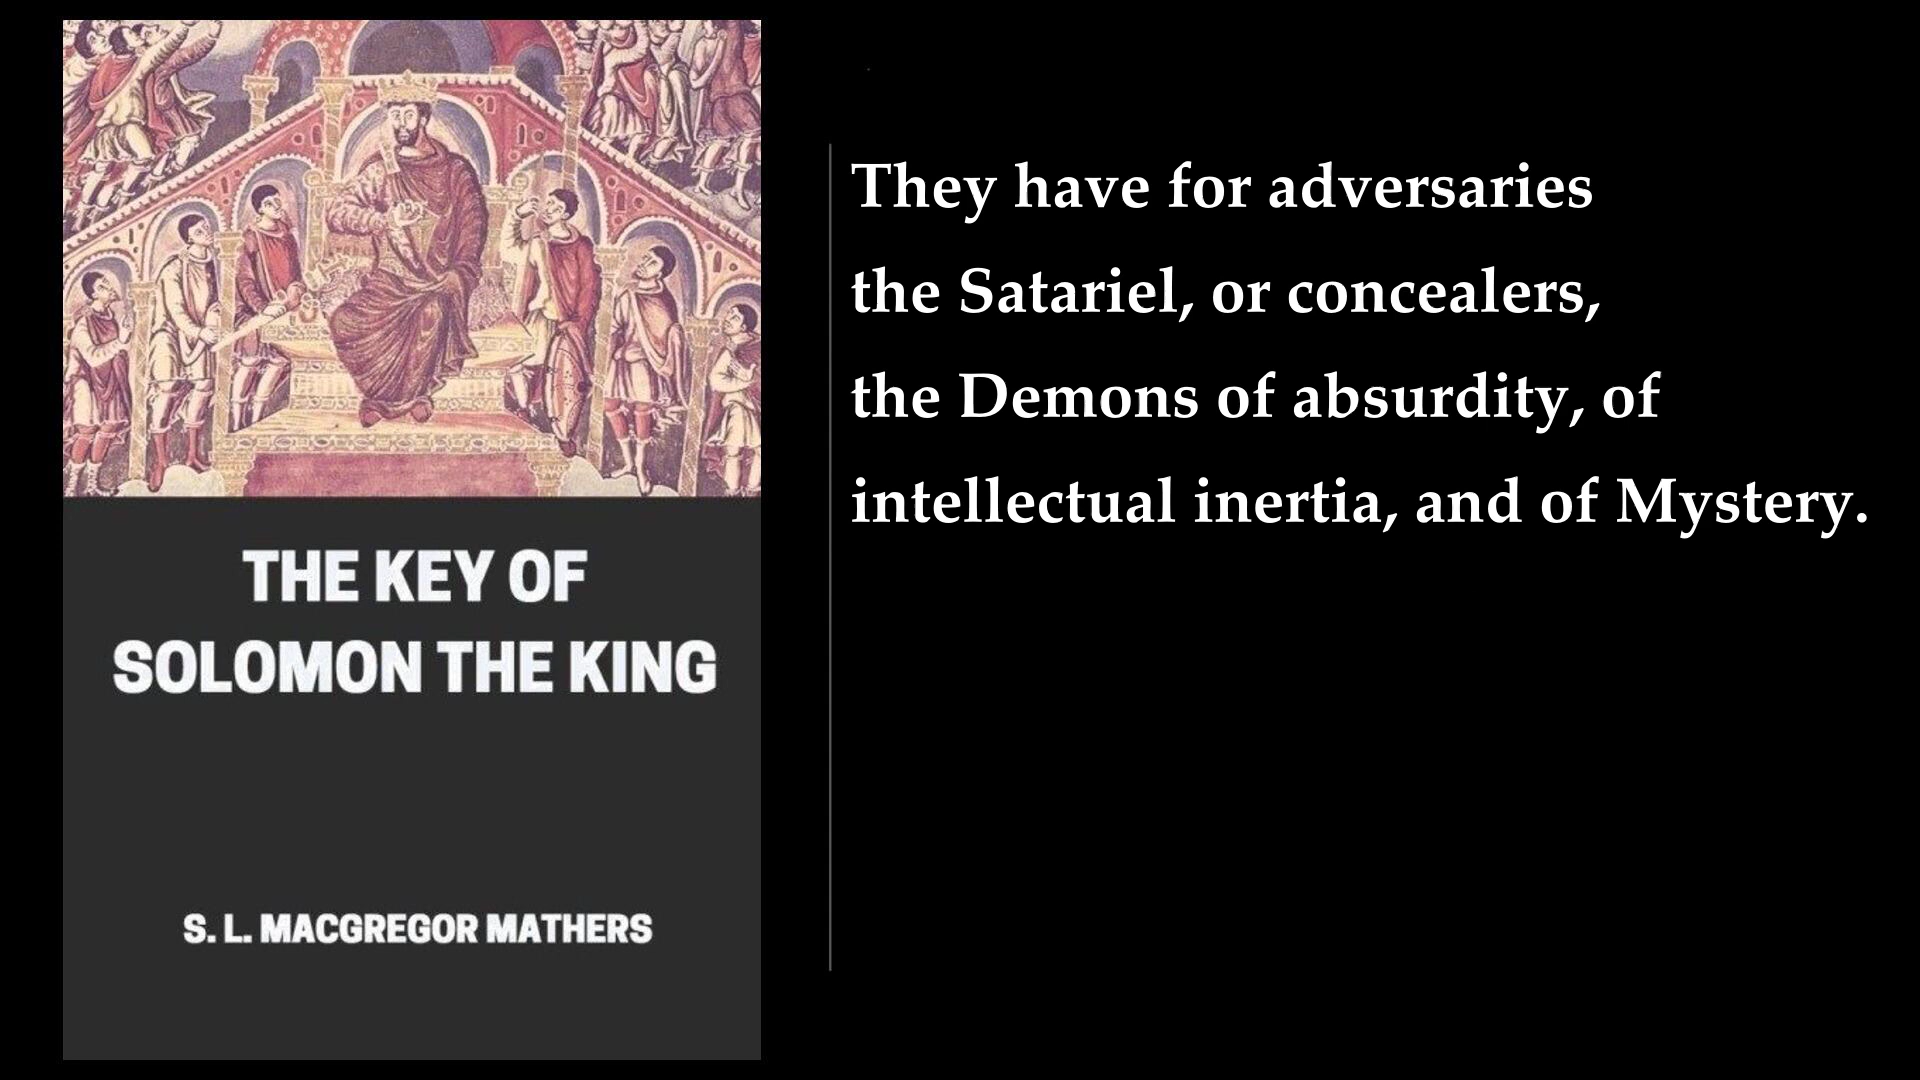 THE KEY OF
SOLOMON THE KING
S. L. MACGREGOR MATHERS
They have for adversaries
the Satariel, or concealers,
the Demons of absurdity, of
intellectual inertia, and of Mystery.